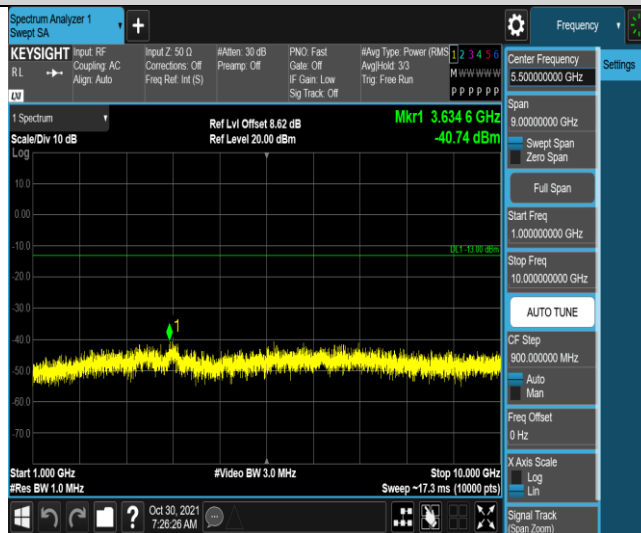 Spectrum Analyzer 1
Swept SA
Frequency
KEYSIGHT
RL
LXI
Input: RF
Coupling: AC
Align: Auto
Input Z: 50 Ω
Corrections: Off
Freq Ref: Int (S)
#Atten: 30 dB
Preamp: Off
PNO: Fast
Gate: Off
IF Gain: Low
Sig Track: Off
#Avg Type: Power (RMS
Avg|Hold: 3/3
Trig: Free Run
1 2 3 4 5 6
M W W W W W
P P P P P P
Center Frequency
5.500000000 GHz
Settings
Span
9.00000000 GHz
Swept Span
Zero Span
Full Span
Start Freq
1.000000000 GHz
Stop Freq
10.000000000 GHz
AUTO TUNE
CF Step
900.000000 MHz
Auto
Man
Freq Offset
0 Hz
X Axis Scale
Log
Lin
Signal Track
(Span Zoom)
1 Spectrum
Scale/Div 10 dB
Log
Ref Lvl Offset 8.62 dB
Ref Level 20.00 dBm
Mkr1 3.634 6 GHz
-40.74 dBm
10.0
0.00
-10.0
DL1 -13.00 dBm
-20.0
-30.0
1
-40.0
-50.0
-60.0
-70.0
Start 1.000 GHz
#Video BW 3.0 MHz
Stop 10.000 GHz
#Res BW 1.0 MHz
Sweep ~17.3 ms (10000 pts)
?
Oct 30, 2021
7:26:26 AM